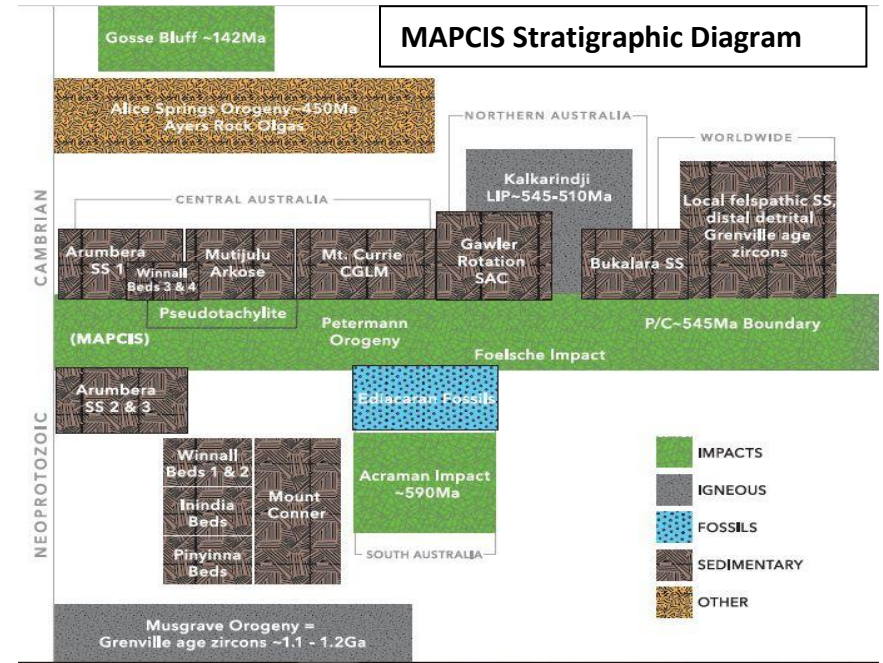 MAPCIS Stratigraphic Diagram
Gosse Bluff ~142Ma
Alice Springs Orogeny~450Ma
Ayers Rock Olgas
NORTHERN AUSTRALIA
WORLDWIDE
CAMBRIAN
CENTRAL AUSTRALIA
Kalkarindji
LIP~545-510Ma
Local felspathic SS,
distal detrital
Grenville age
zircons
Arumbera
SS 1
Winnall
Beds 3 & 4
Mutijulu
Arkose
Mt. Currie
CGLM
Gawler
Rotation
SAC
Bukalara SS
Pseudotachylite
(MAPCIS)
Petermann
Orogeny
P/C~545Ma Boundary
Foelsche Impact
NEOPROTOZOIC
Arumbera
SS 2 & 3
Ediacaran Fossils
Winnall
Beds 1 & 2
Inindia
Beds
Pinyinna
Beds
Mount
Conner
Acraman Impact
~590Ma
SOUTH AUSTRALIA
IMPACTS
IGNEOUS
FOSSILS
SEDIMENTARY
OTHER
Musgrave Orogeny =
Grenville age zircons ~1.1 - 1.2Ga